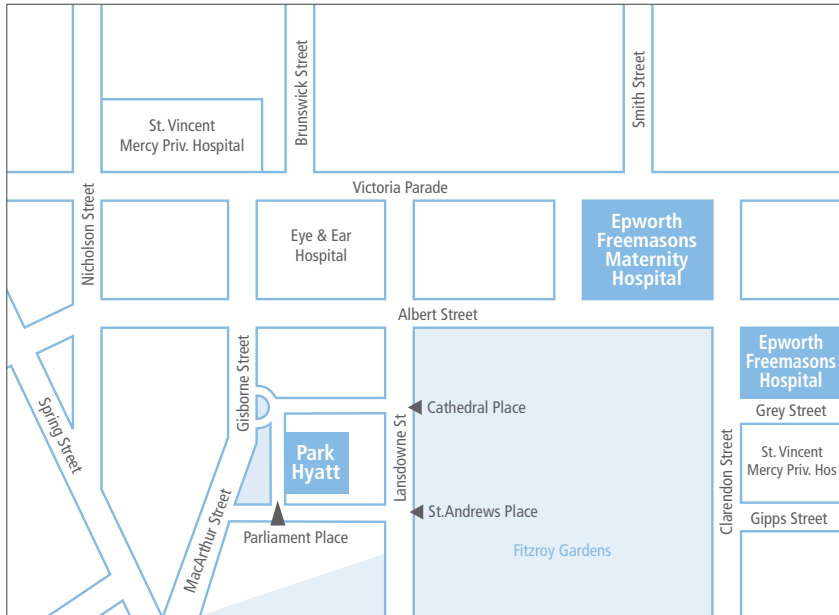 Brunswick Street
Smith Street
St. Vincent
Mercy Priv. Hospital
Victoria Parade
Nicholson Street
Eye & Ear
Hospital
Epworth
Freemasons
Maternity
Hospital
Albert Street
Gisborne Street
Epworth
Freemasons
Hospital
Spring Street
Cathedral Place
Grey Street
Lansdowne St
Park
Hyatt
Clarendon Street
St. Vincent
Mercy Priv. Hos
MacArthur Street
St.Andrews Place
Gipps Street
Parliament Place
Fitzroy Gardens